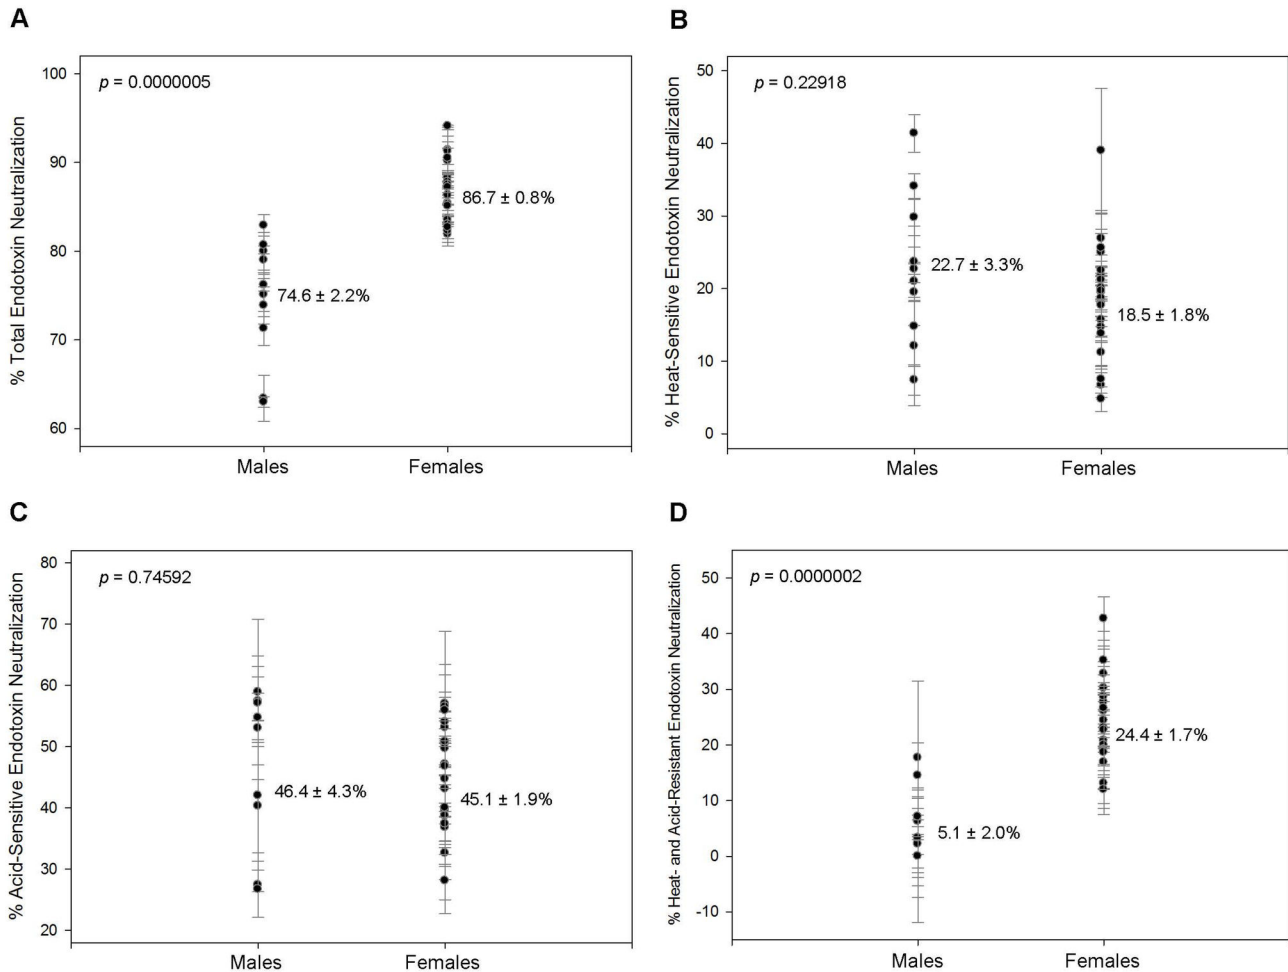 A
% Total Endotoxin Neutralization
100
90
80
70
60
p = 0.0000005
74.6 ± 2.2%
86.7 ± 0.8%
Males
Females
B
% Heat-Sensitive Endotoxin Neutralization
50
40
30
20
10
0
p = 0.22918
22.7 ± 3.3%
18.5 ± 1.8%
Males
Females
C
% Acid-Sensitive Endotoxin Neutralization
80
70
60
50
40
30
20
p = 0.74592
46.4 ± 4.3%
45.1 ± 1.9%
Males
Females
D
% Heat- and Acid-Resistant Endotoxin Neutralization
50
40
30
20
10
0
-10
p = 0.0000002
5.1 ± 2.0%
24.4 ± 1.7%
Males
Females